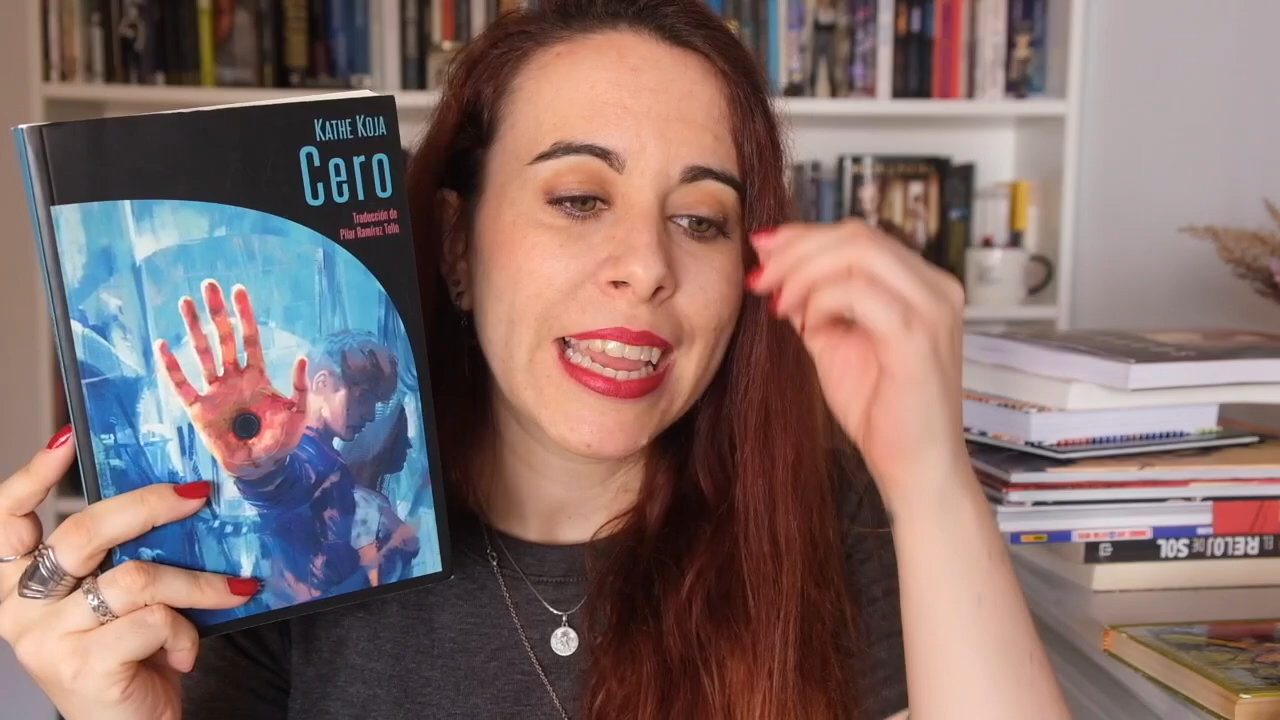 KATHE KOJA
Cero
Traducción de
Pilar Ramírez Tello
EL RELOJ DE SOL